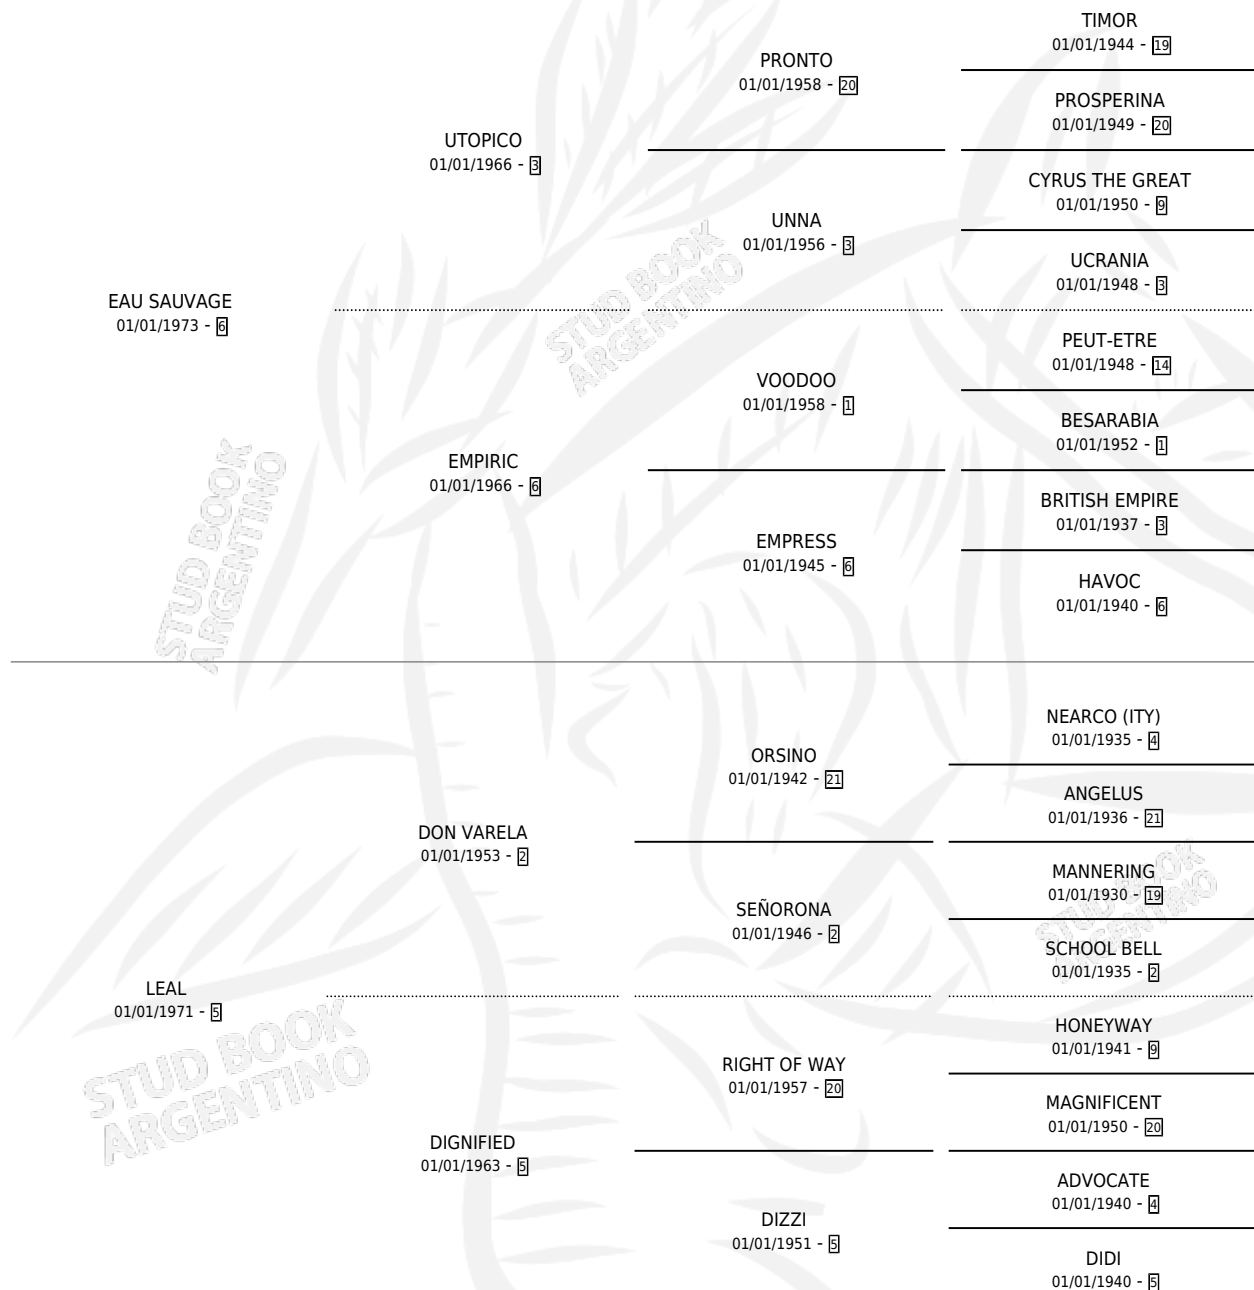 TIMOR
01/01/1944 - 19
PRONTO
01/01/1958 - 20
PROSPERINA
01/01/1949 - 20
UTOPICO
01/01/1966 - 3
CYRUS THE GREAT
01/01/1950 - 9
UNNA
01/01/1956 - 3
UCRANIA
01/01/1948 - 3
EAU SAUVAGE
01/01/1973 - 6
PEUT-ETRE
01/01/1948 - 14
VOODOO
01/01/1958 - 1
BESARABIA
01/01/1952 - 1
EMPIRIC
01/01/1966 - 6
BRITISH EMPIRE
01/01/1937 - 3
EMPRESS
01/01/1945 - 6
HAVOC
01/01/1940 - 6
NEARCO (ITY)
01/01/1935 - 4
ORSINO
01/01/1942 - 21
ANGELUS
01/01/1936 - 21
DON VARELA
01/01/1953 - 2
MANNERING
01/01/1930 - 19
SEÑORONA
01/01/1946 - 2
SCHOOL BELL
01/01/1935 - 2
LEAL
01/01/1971 - 5
HONEYWAY
01/01/1941 - 9
RIGHT OF WAY
01/01/1957 - 20
MAGNIFICENT
01/01/1950 - 20
DIGNIFIED
01/01/1963 - 5
ADVOCATE
01/01/1940 - 4
DIZZI
01/01/1951 - 5
DIDI
01/01/1940 - 5
STUD BOOK
ARGENTINO
STUD BOOK
ARGENTINO
STUD BOOK
ARGENTINO
STUD BOOK
ARGENTINO